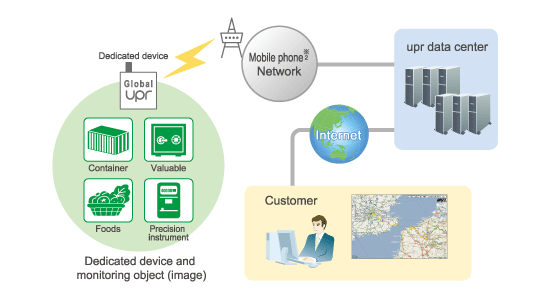 Dedicated device
Global
upr
Mobile phone※2
Network
upr data center
Internet
Container
Valuable
Foods
Precision
instrument
Customer
Dedicated device and
monitoring object (image)